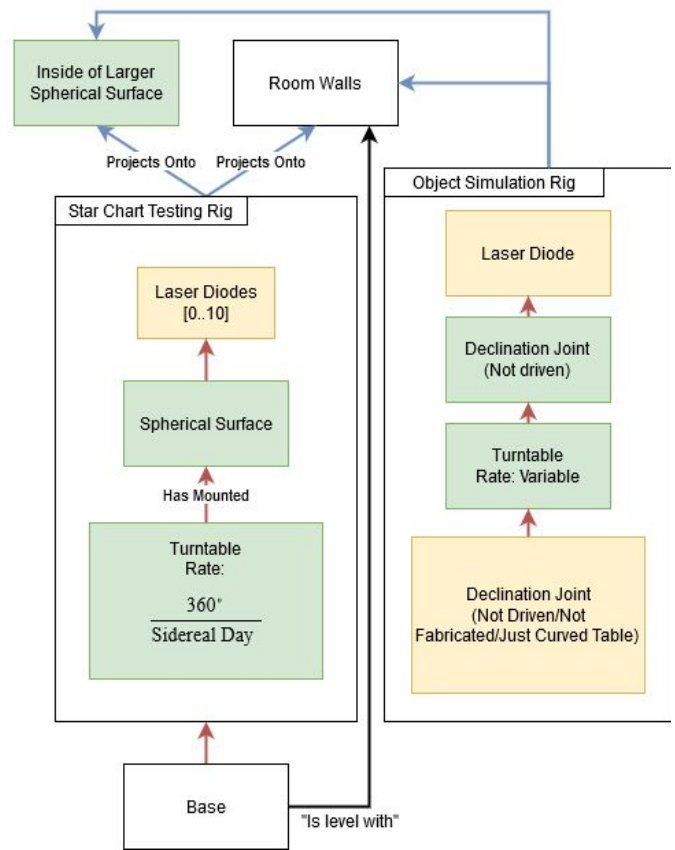 Inside of Larger
Spherical Surface
Room Walls
Projects Onto
Projects Onto
Star Chart Testing Rig
Laser Diodes
[0..10]
Spherical Surface
Has Mounted
Turntable
Rate:
360°
Sidereal Day
Base
"Is level with"
Object Simulation Rig
Laser Diode
Declination Joint
(Not driven)
Turntable
Rate: Variable
Declination Joint
(Not Driven/Not
Fabricated/Just Curved Table)